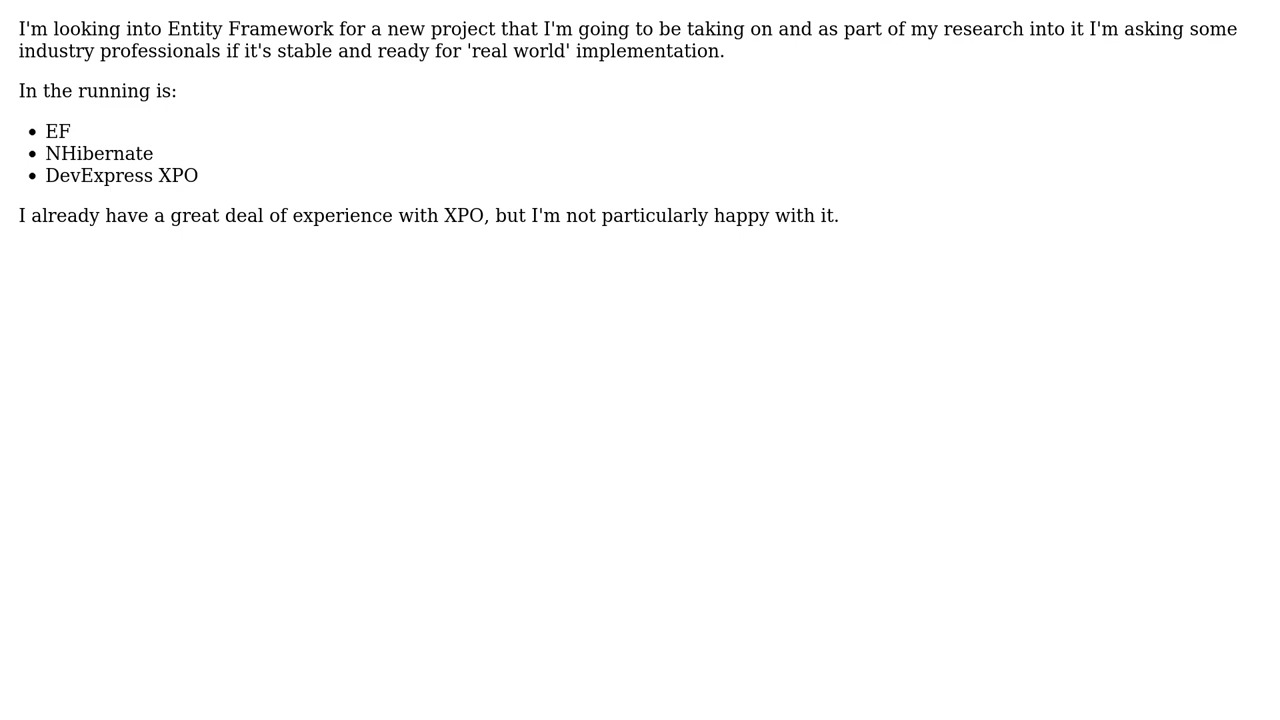 I'm looking into Entity Framework for a new project that I'm going to be taking on and as part of my research into it I'm asking some
industry professionals if it's stable and ready for 'real world' implementation.
In the running is:
• EF
• NHibernate
• DevExpress XPO
I already have a great deal of experience with XPO, but I'm not particularly happy with it.